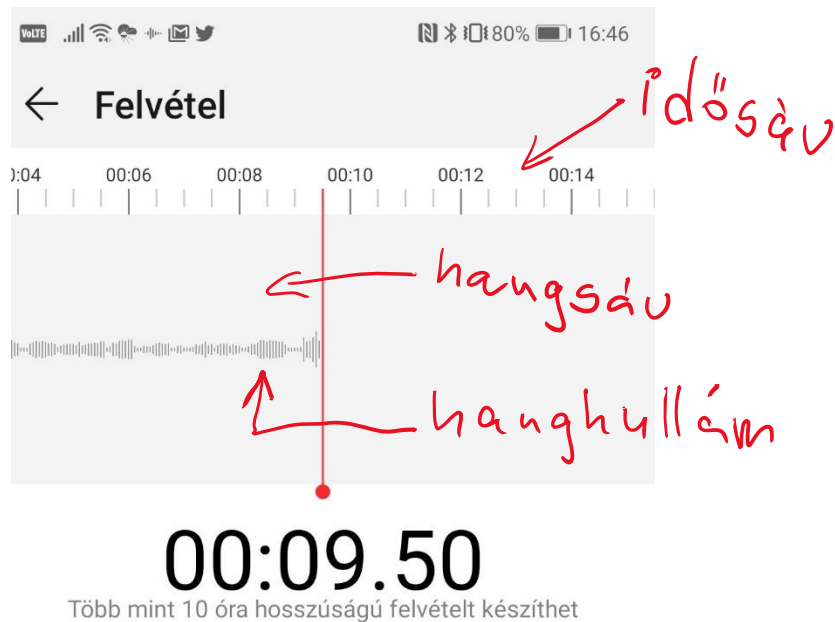 VoLTE 80% 16:46
Felvétel
idősáv
0:04 00:06 00:08 00:10 00:12 00:14
hangsáv
hanghullám
00:09.50
Több mint 10 óra hosszúságú felvételt készíthet